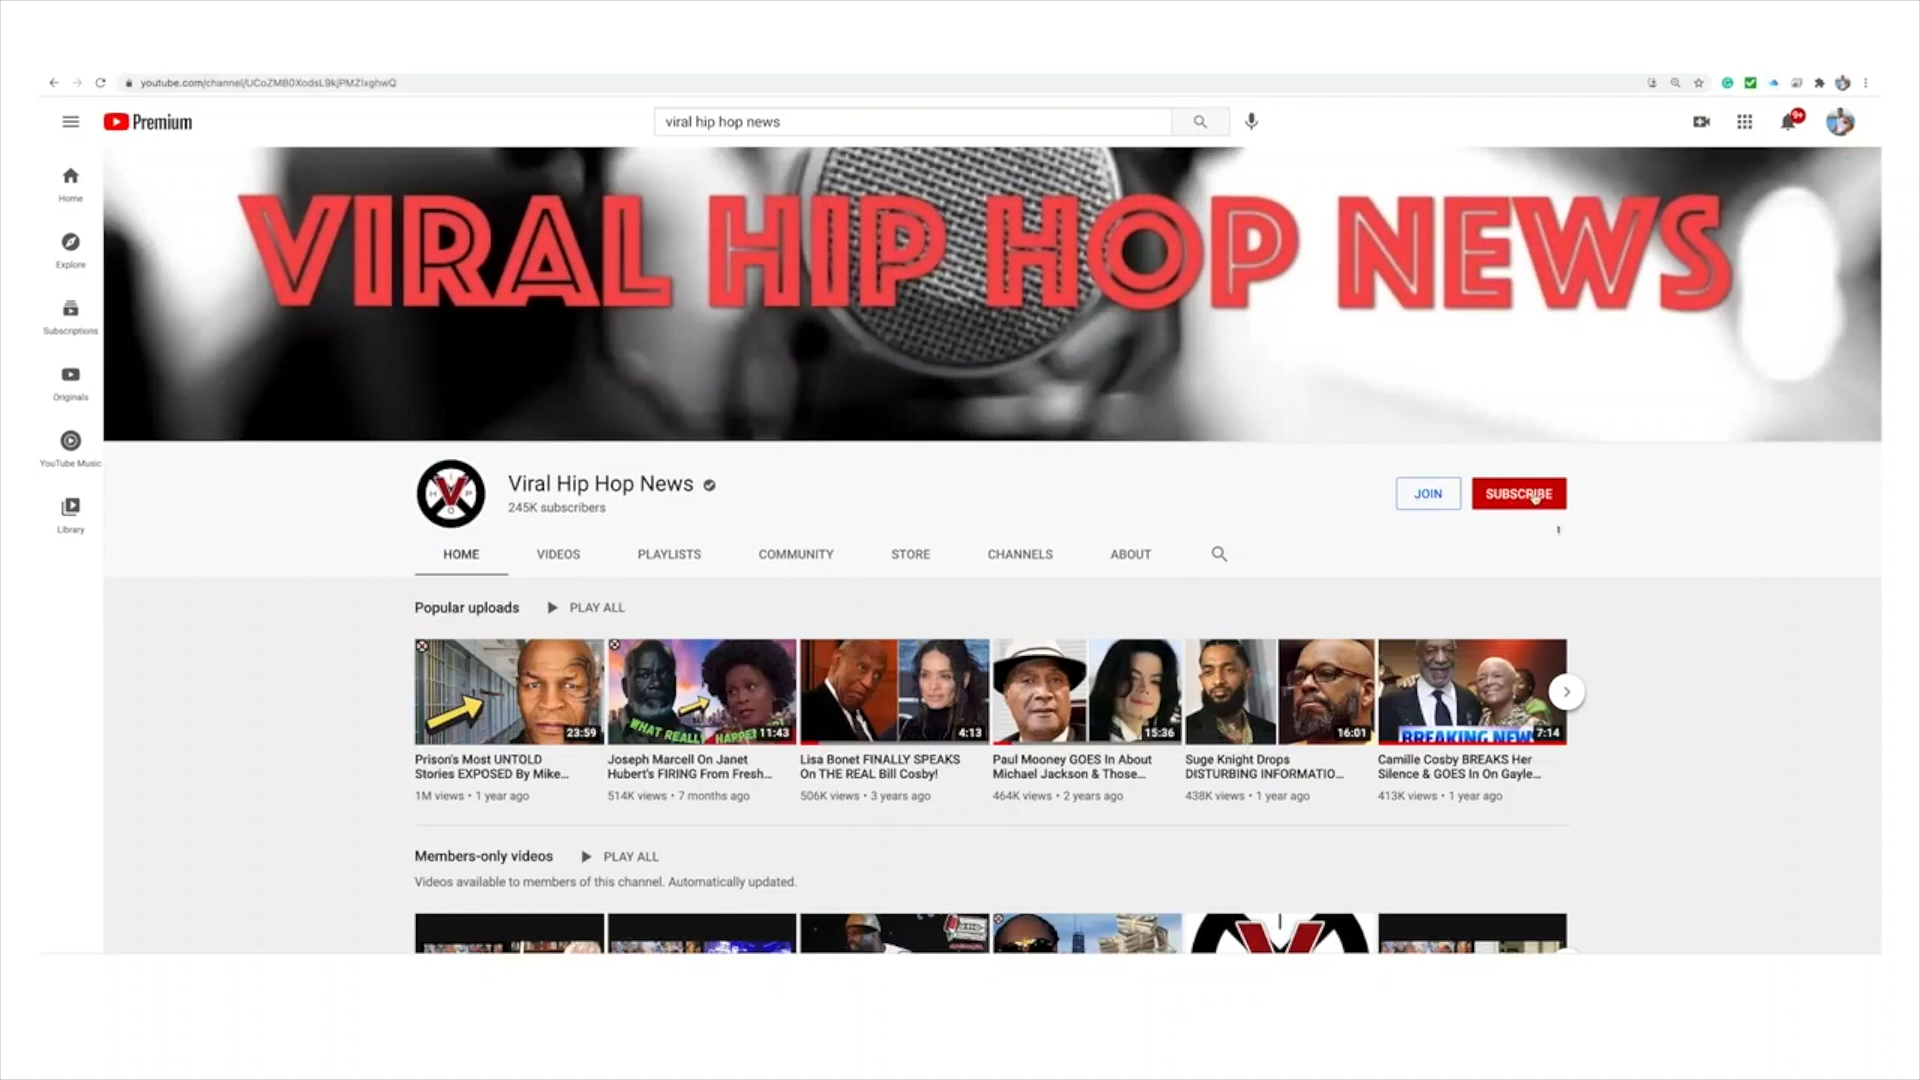 youtube.com/channel/UCoZMB0XodsL9kjPMZlxghwQ
Premium
viral hip hop news
9+
Home
Explore
Subscriptions
Originals
YouTube Music
Library
VIRAL HIP HOP NEWS
Viral Hip Hop News
245K subscribers
JOIN
SUBSCRIBE
HOME VIDEOS PLAYLISTS COMMUNITY STORE CHANNELS ABOUT
Popular uploads PLAY ALL
23:59
WHAT REALLY HAPPE
11:43
4:13
15:36
16:01
BREAKING NEW
7:14
Prison's Most UNTOLD
Stories EXPOSED By Mike...
1M views • 1 year ago
Joseph Marcell On Janet
Hubert's FIRING From Fresh...
514K views • 7 months ago
Lisa Bonet FINALLY SPEAKS
On THE REAL Bill Cosby!
506K views • 3 years ago
Paul Mooney GOES In About
Michael Jackson & Those...
464K views • 2 years ago
Suge Knight Drops
DISTURBING INFORMATIO...
438K views • 1 year ago
Camille Cosby BREAKS Her
Silence & GOES In On Gayle...
413K views • 1 year ago
Members-only videos PLAY ALL
Videos available to members of this channel. Automatically updated.